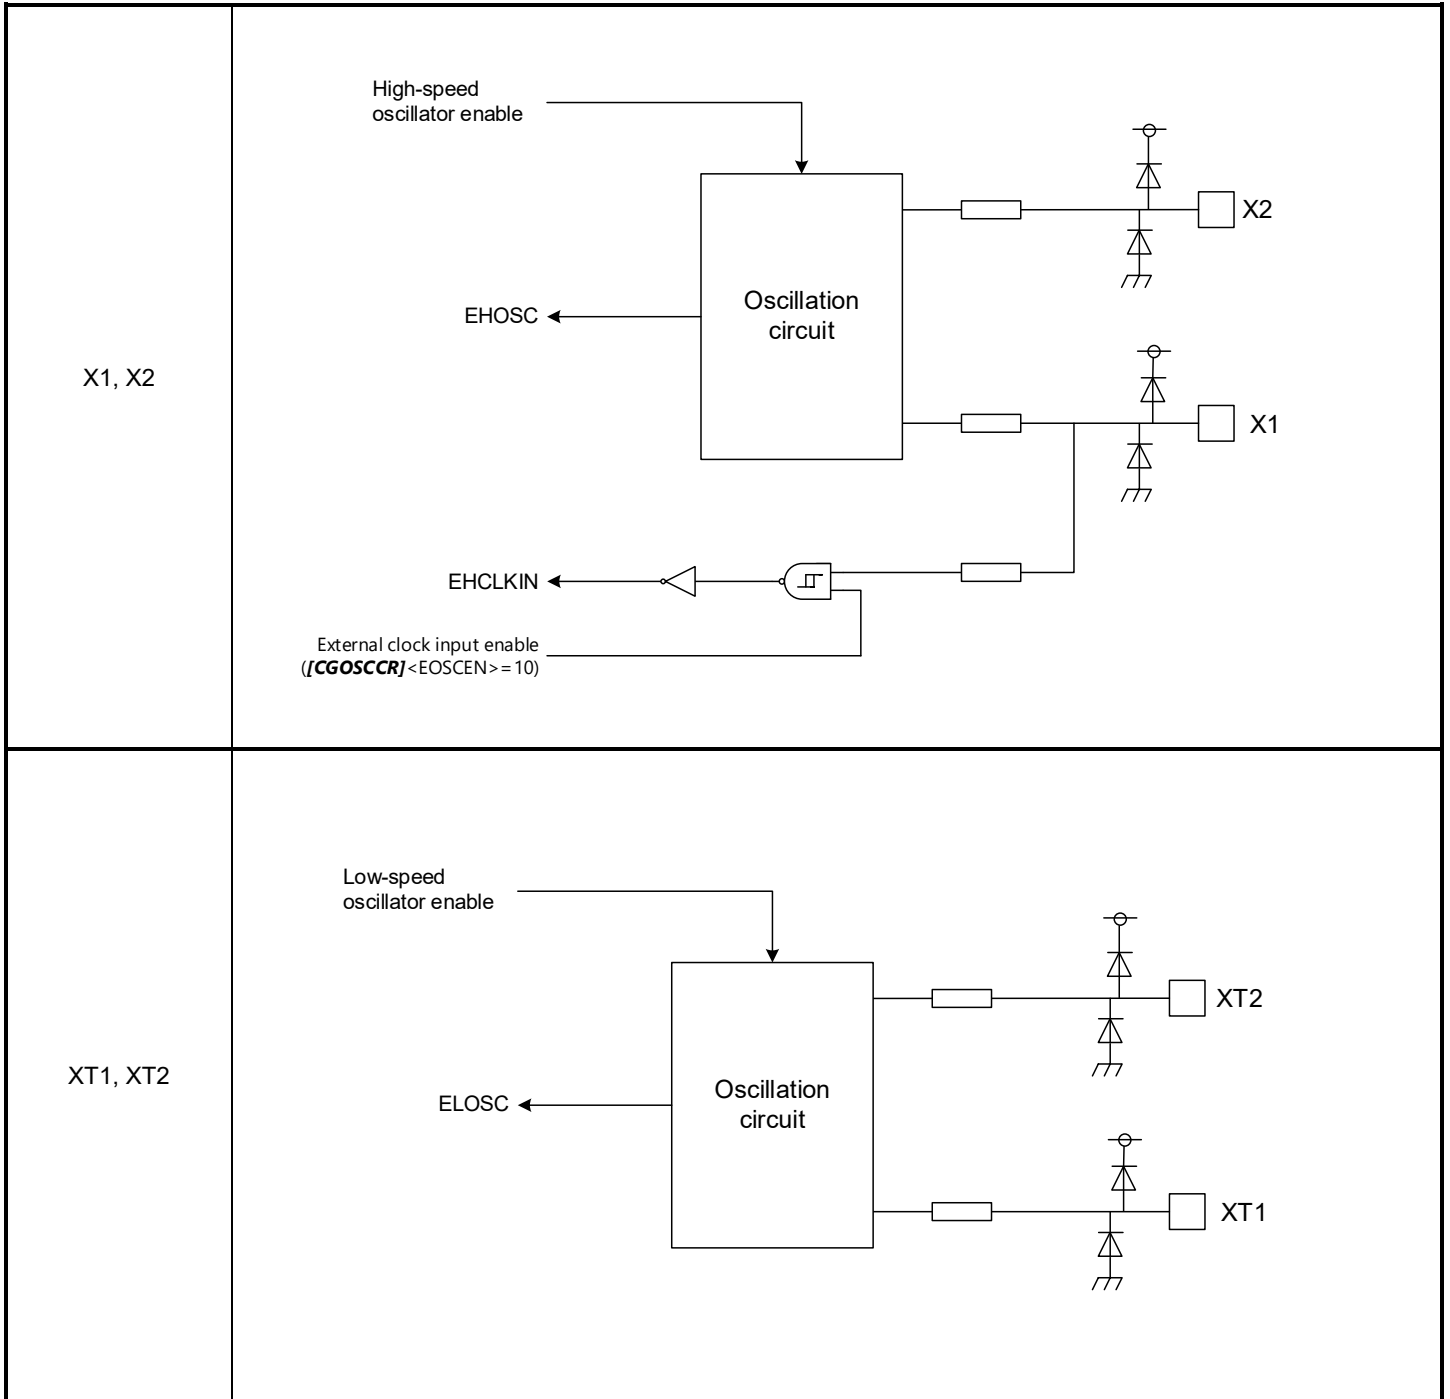 X1, X2
High-speed
oscillator enable
X2
Oscillation
circuit
EHOSC
X1
EHCLKIN
External clock input enable
([CGOSCCR]<EOSCEN>=10)
XT1, XT2
Low-speed
oscillator enable
XT2
Oscillation
circuit
ELOSC
XT1